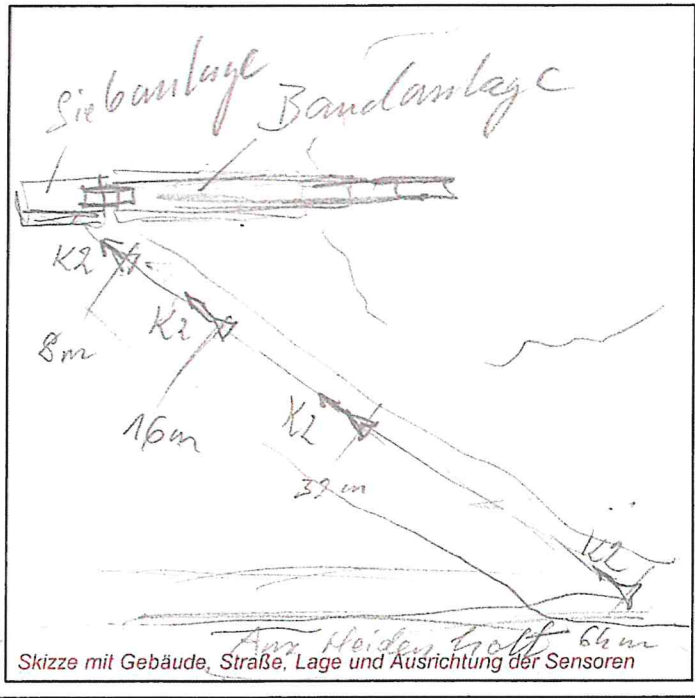 Siebanlage
Bandanlage
K2
8m
K2
16m
K2
32m
K2
Am Heiden 64m
Skizze mit Gebäude, Straße, Lage und Ausrichtung der Sensoren